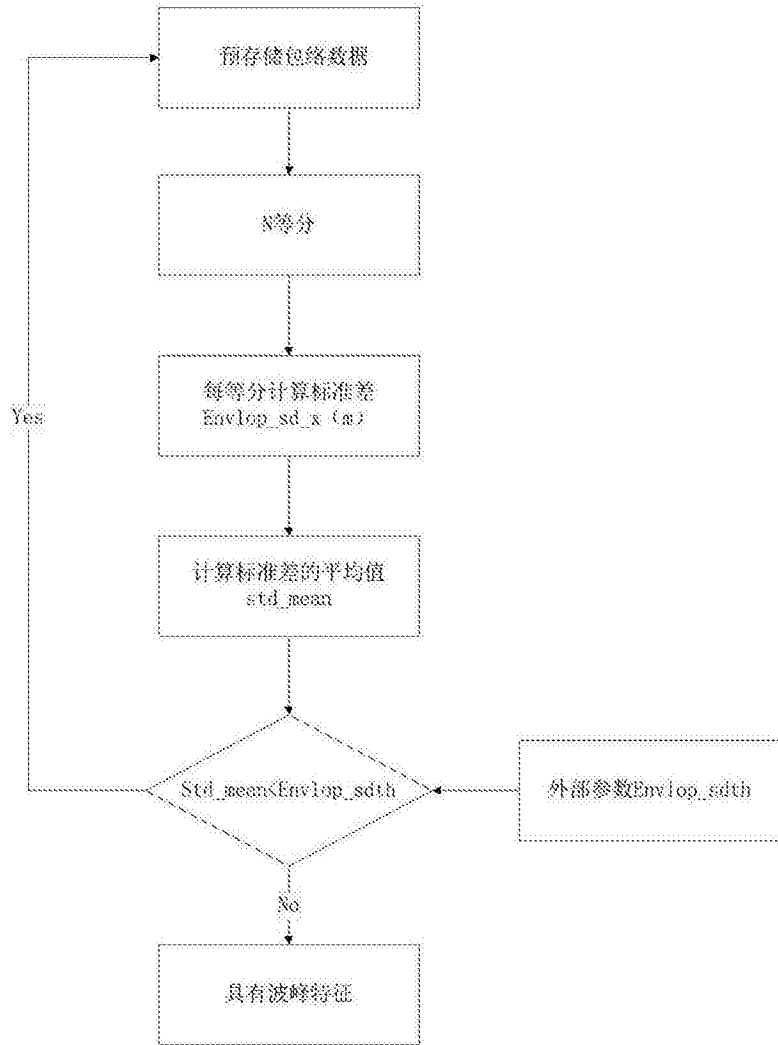 预存储包络数据
N等分
每等分计算标准差
Envlop_sd_x（m）
Yes
计算标准差的平均值
std_mean
Std_mean<Envlop_sdth
外部参数Envlop_sdth
No
具有波峰特征